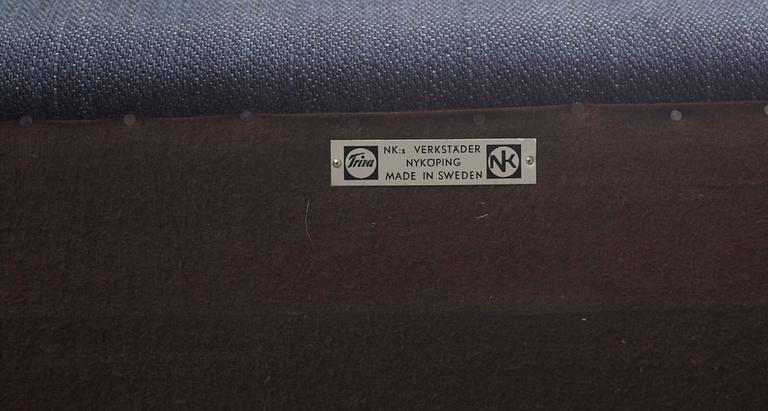 Triva
NK:s VERKSTÄDER
NYKÖPING
MADE IN SWEDEN
NK